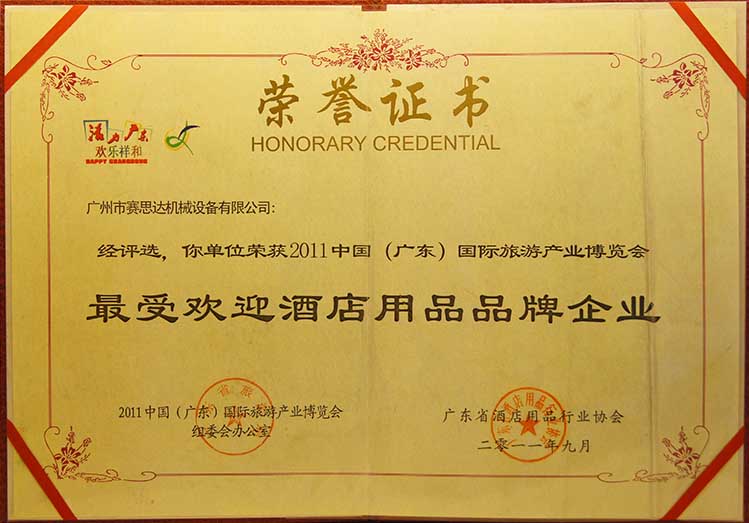 荣誉证书
HONORARY CREDENTIAL
活力广东
欢乐祥和
HAPPY GUANGDONG
广州市赛思达机械设备有限公司:
经评选，你单位荣获2011中国（广东）国际旅游产业博览会
最受欢迎酒店用品品牌企业
2011中国（广东）国际旅游产业博览会
组委会办公室
广东省酒店用品行业协会
二零一一年九月